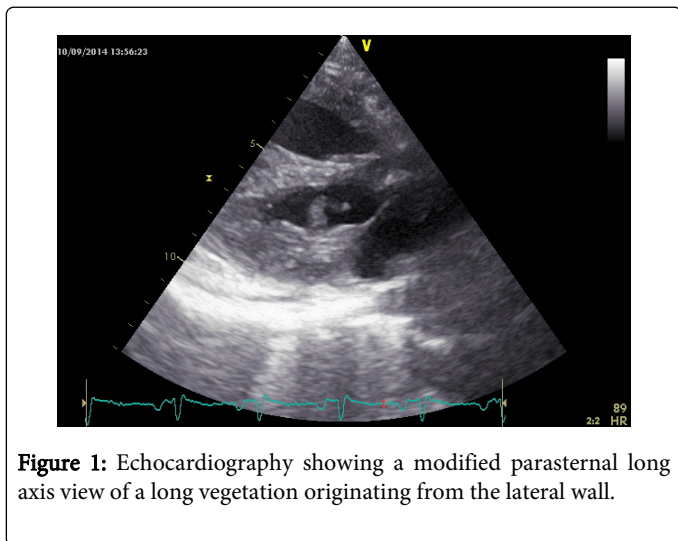 10/09/2014 13:56:23
V
5
x
10
89
2:2 HR
Figure 1: Echocardiography showing a modified parasternal long
axis view of a long vegetation originating from the lateral wall.